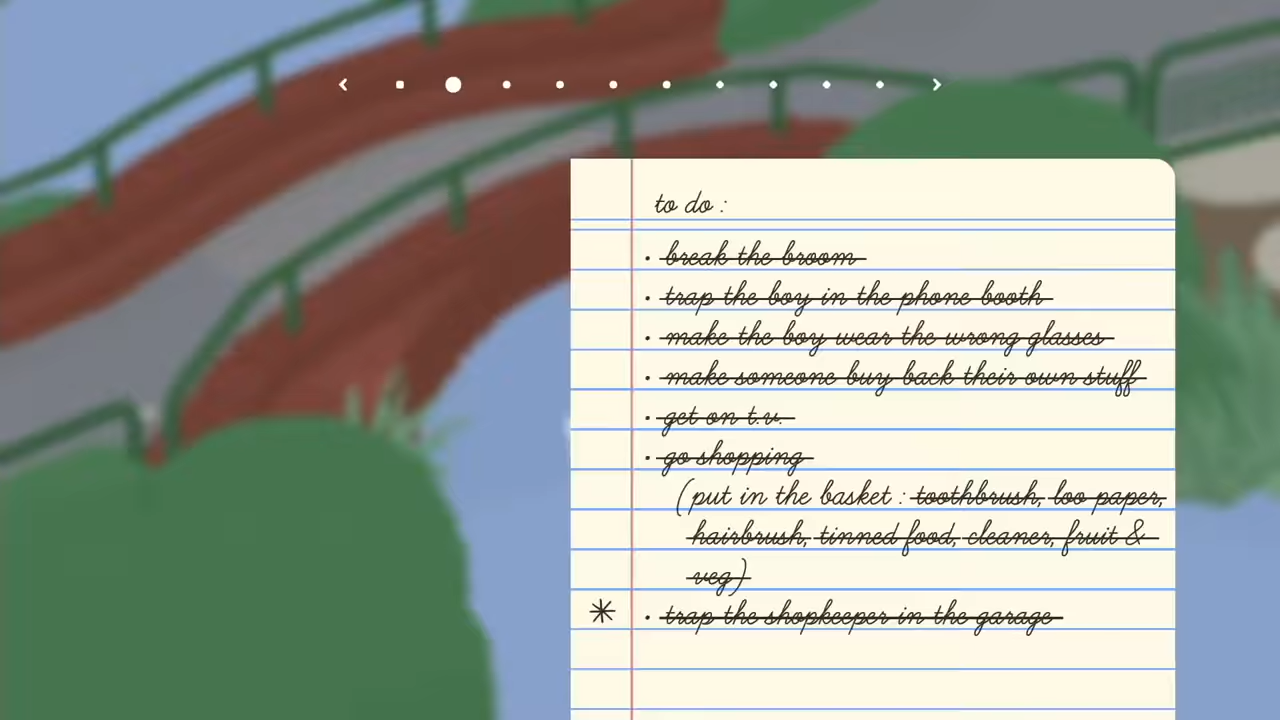 to do :
• break the broom
• trap the boy in the phone booth
• make the boy wear the wrong glasses
• make someone buy back their own stuff
• get on t.v.
• go shopping
(put in the basket : toothbrush, loo paper,
hairbrush, tinned food, cleaner, fruit &
veg)
• trap the shopkeeper in the garage